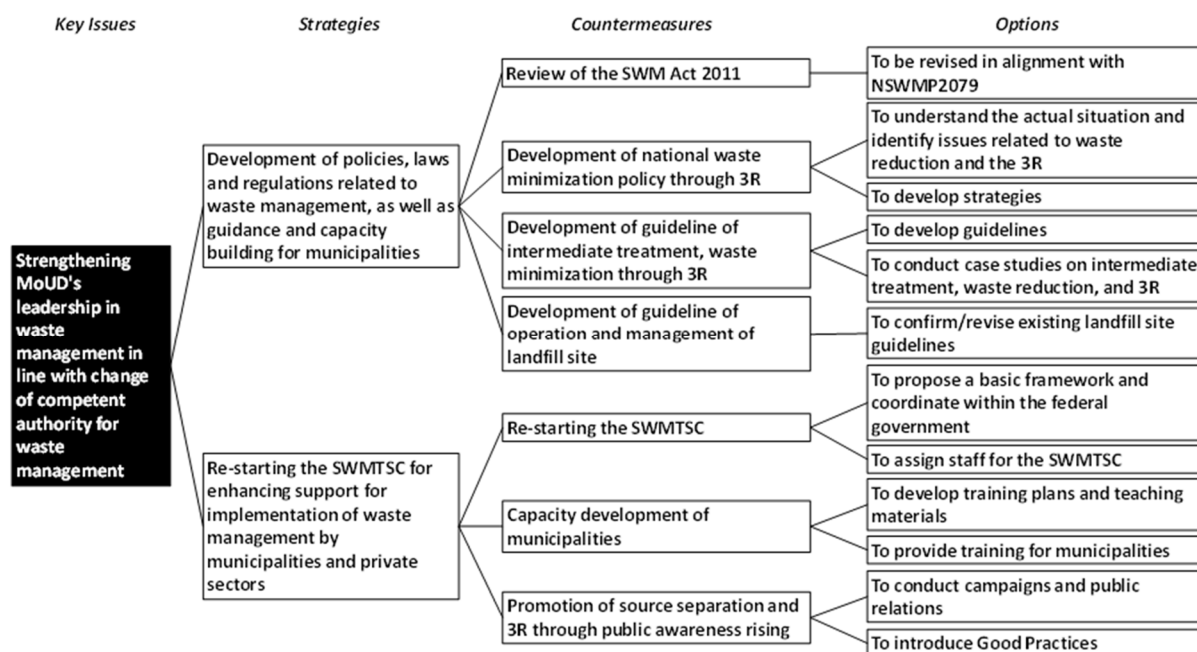 Key Issues
Strategies
Countermeasures
Options
Strengthening
MoUD's
leadership in
waste
management in
line with change
of competent
authority for
waste
management
Development of policies, laws
and regulations related to
waste management, as well as
guidance and capacity
building for municipalities
Review of the SWM Act 2011
To be revised in alignment with
NSWMP2079
Development of national waste
minimization policy through 3R
To understand the actual situation and
identify issues related to waste
reduction and the 3R
To develop strategies
Development of guideline of
intermediate treatment, waste
minimization through 3R
To develop guidelines
To conduct case studies on intermediate
treatment, waste reduction, and 3R
Development of guideline of
operation and management of
landfill site
To confirm/revise existing landfill site
guidelines
Re-starting the SWMTSC for
enhancing support for
implementation of waste
management by
municipalities and private
sectors
Re-starting the SWMTSC
To propose a basic framework and
coordinate within the federal
government
To assign staff for the SWMTSC
Capacity development of
municipalities
To develop training plans and teaching
materials
To provide training for municipalities
Promotion of source separation and
3R through public awareness rising
To conduct campaigns and public
relations
To introduce Good Practices